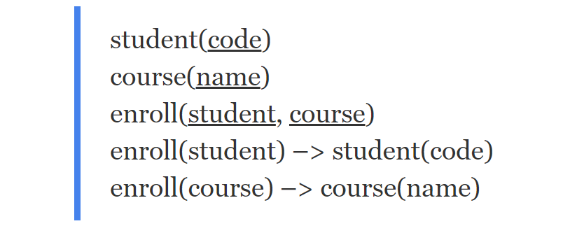 student(code)
course(name)
enroll(student, course)
enroll(student) −> student(code)
enroll(course) −> course(name)